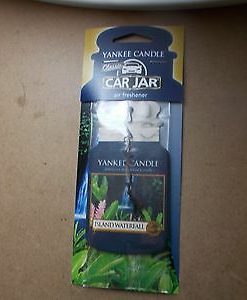 YANKEE CANDLE
Classic
CAR JAR
air freshener
YANKEE CANDLE
ISLAND WATERFALL